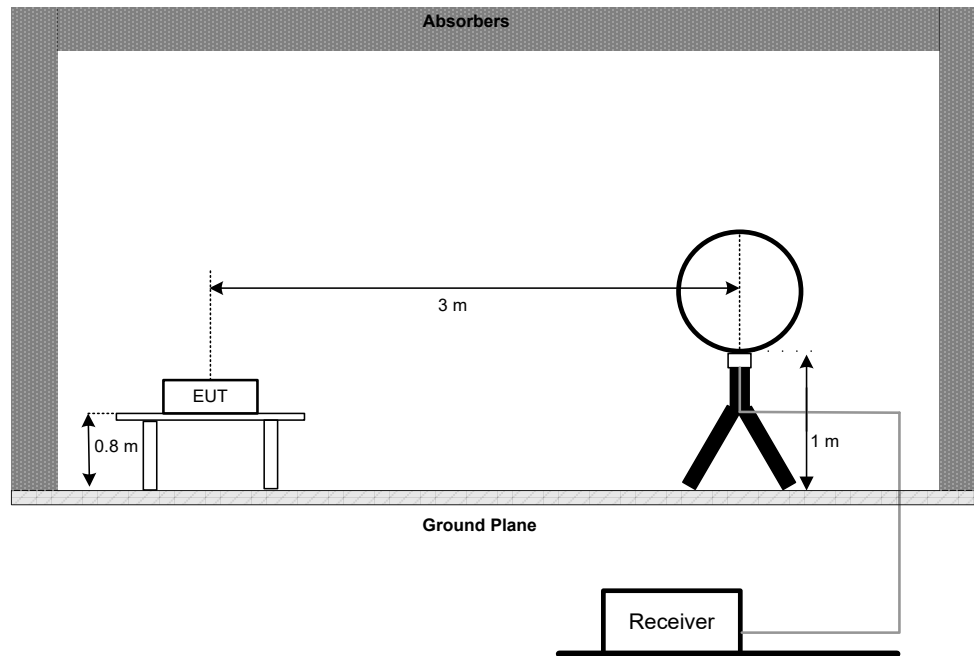 Absorbers
3 m
EUT
0.8 m
1 m
Ground Plane
Receiver